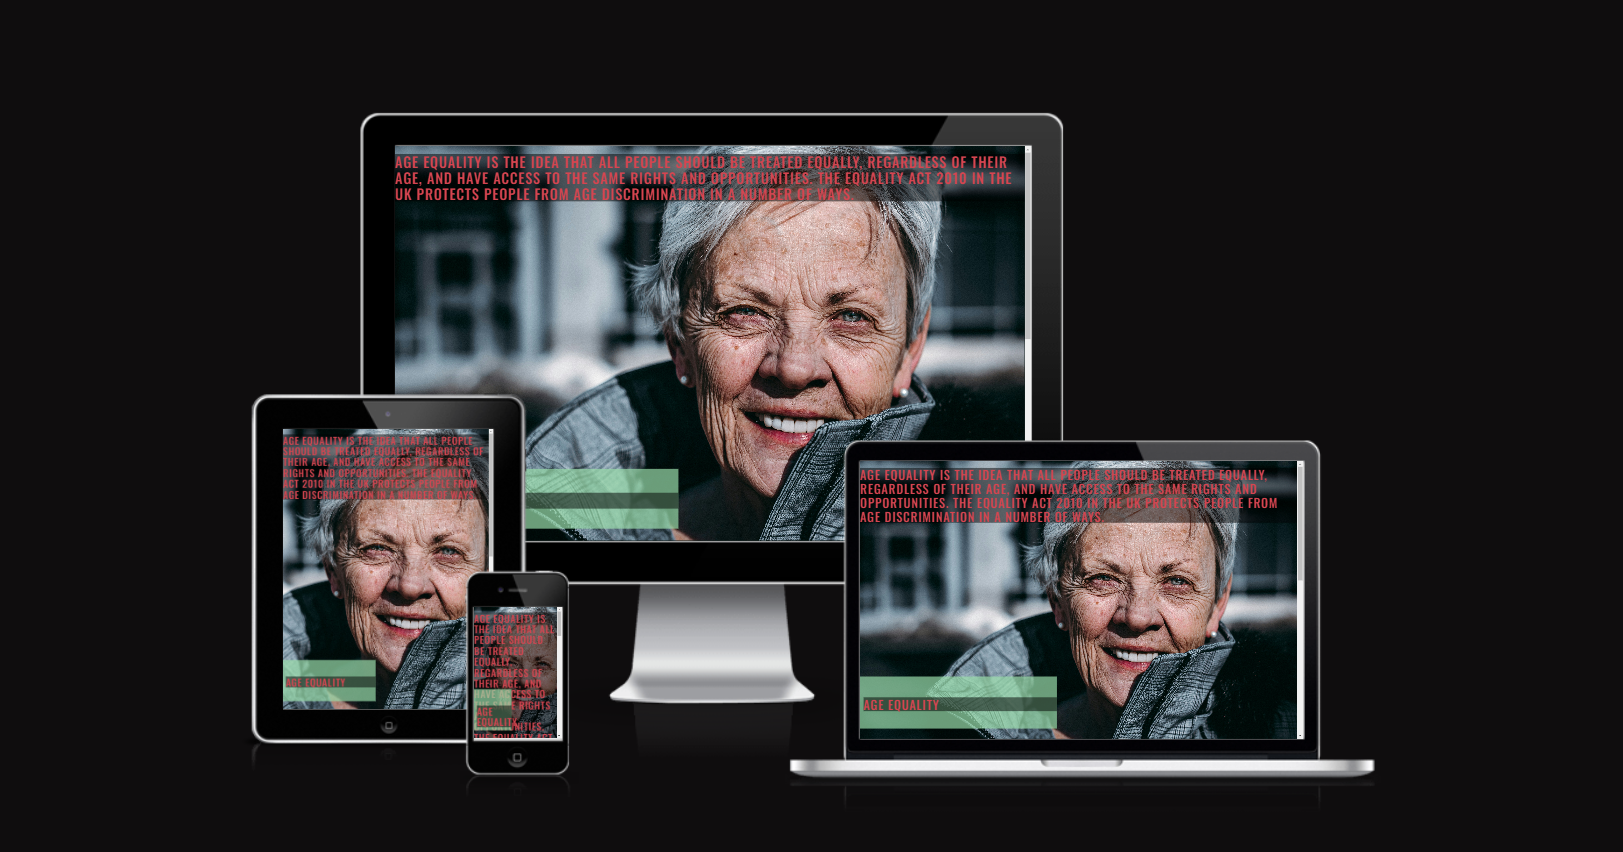 AGE EQUALITY IS THE IDEA THAT ALL PEOPLE SHOULD BE TREATED EQUALLY, REGARDLESS OF THEIR
AGE, AND HAVE ACCESS TO THE SAME RIGHTS AND OPPORTUNITIES. THE EQUALITY ACT 2010 IN THE
UK PROTECTS PEOPLE FROM AGE DISCRIMINATION IN A NUMBER OF WAYS.
AGE EQUALITY IS THE IDEA THAT ALL PEOPLE
SHOULD BE TREATED EQUALLY, REGARDLESS OF
THEIR AGE, AND HAVE ACCESS TO THE SAME
RIGHTS AND OPPORTUNITIES. THE EQUALITY
ACT 2010 IN THE UK PROTECTS PEOPLE FROM
AGE DISCRIMINATION IN A NUMBER OF WAYS.
AGE EQUALITY
AGE EQUALITY IS
THE IDEA THAT ALL
PEOPLE SHOULD
BE TREATED
EQUALLY,
REGARDLESS OF
THEIR AGE, AND
HAVE ACCESS TO
THE SAME RIGHTS
AGE
EQUALITY
THE EQUALITY ACT
AGE EQUALITY IS THE IDEA THAT ALL PEOPLE SHOULD BE TREATED EQUALLY,
REGARDLESS OF THEIR AGE, AND HAVE ACCESS TO THE SAME RIGHTS AND
OPPORTUNITIES. THE EQUALITY ACT 2010 IN THE UK PROTECTS PEOPLE FROM
AGE DISCRIMINATION IN A NUMBER OF WAYS.
AGE EQUALITY